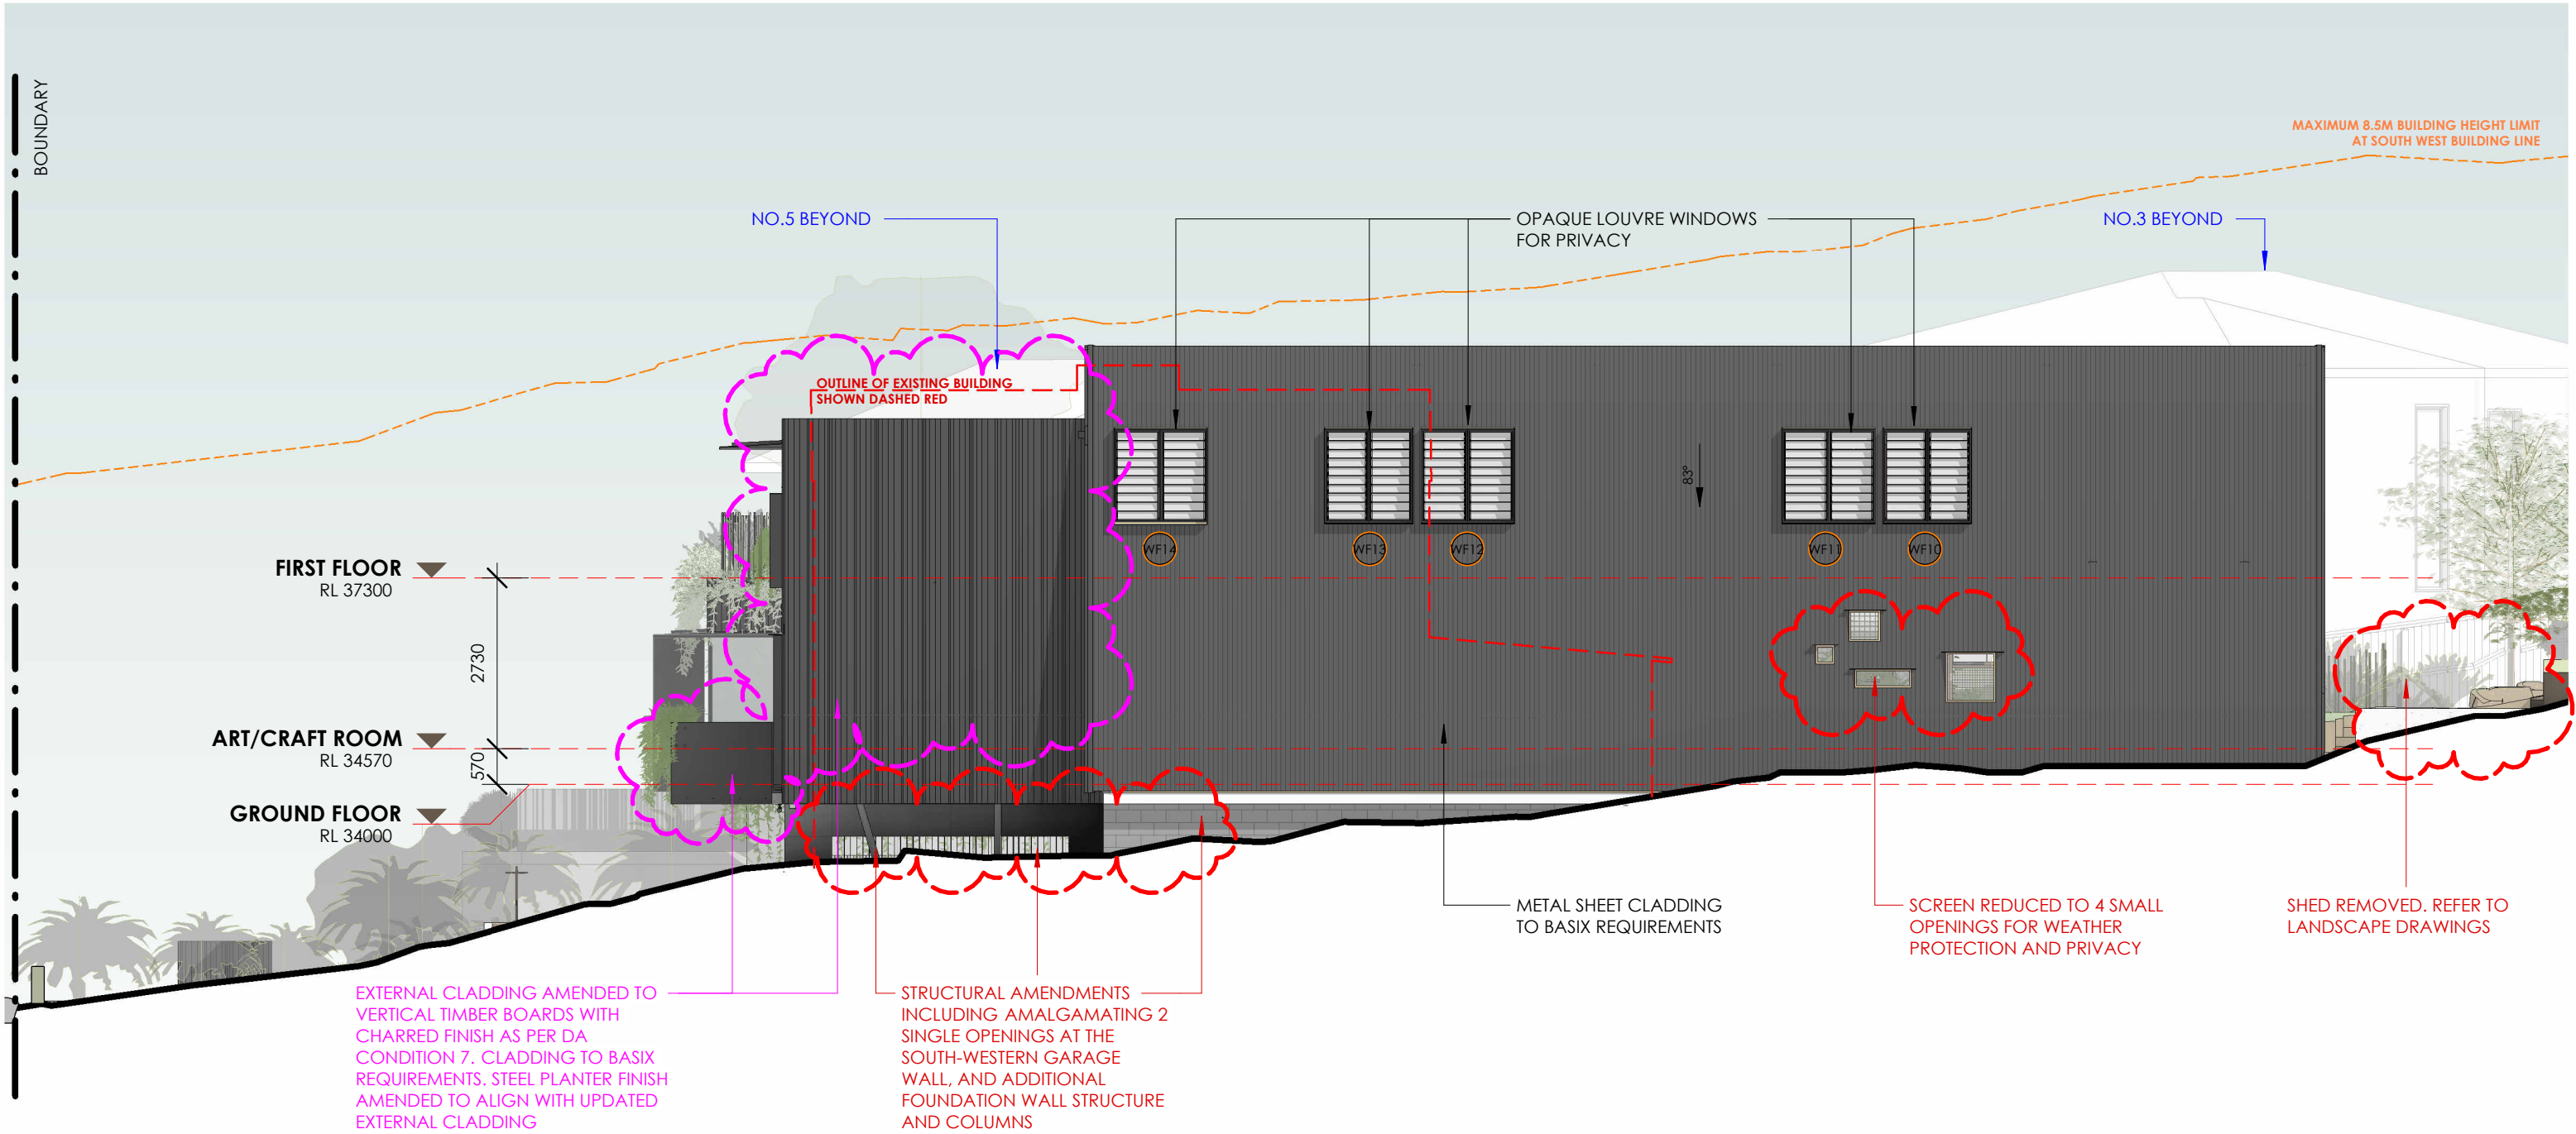 BOUNDARY
MAXIMUM 8.5M BUILDING HEIGHT LIMIT
AT SOUTH WEST BUILDING LINE
NO.5 BEYOND
OPAQUE LOUVRE WINDOWS
FOR PRIVACY
NO.3 BEYOND
OUTLINE OF EXISTING BUILDING
SHOWN DASHED RED
83°
WF14
WF13
WF12
WF11
WF10
FIRST FLOOR
RL 37300
2730
ART/CRAFT ROOM
RL 34570
570
GROUND FLOOR
RL 34000
METAL SHEET CLADDING
TO BASIX REQUIREMENTS
SCREEN REDUCED TO 4 SMALL
OPENINGS FOR WEATHER
PROTECTION AND PRIVACY
SHED REMOVED. REFER TO
LANDSCAPE DRAWINGS
EXTERNAL CLADDING AMENDED TO
VERTICAL TIMBER BOARDS WITH
CHARRED FINISH AS PER DA
CONDITION 7. CLADDING TO BASIX
REQUIREMENTS. STEEL PLANTER FINISH
AMENDED TO ALIGN WITH UPDATED
EXTERNAL CLADDING
STRUCTURAL AMENDMENTS
INCLUDING AMALGAMATING 2
SINGLE OPENINGS AT THE
SOUTH-WESTERN GARAGE
WALL, AND ADDITIONAL
FOUNDATION WALL STRUCTURE
AND COLUMNS